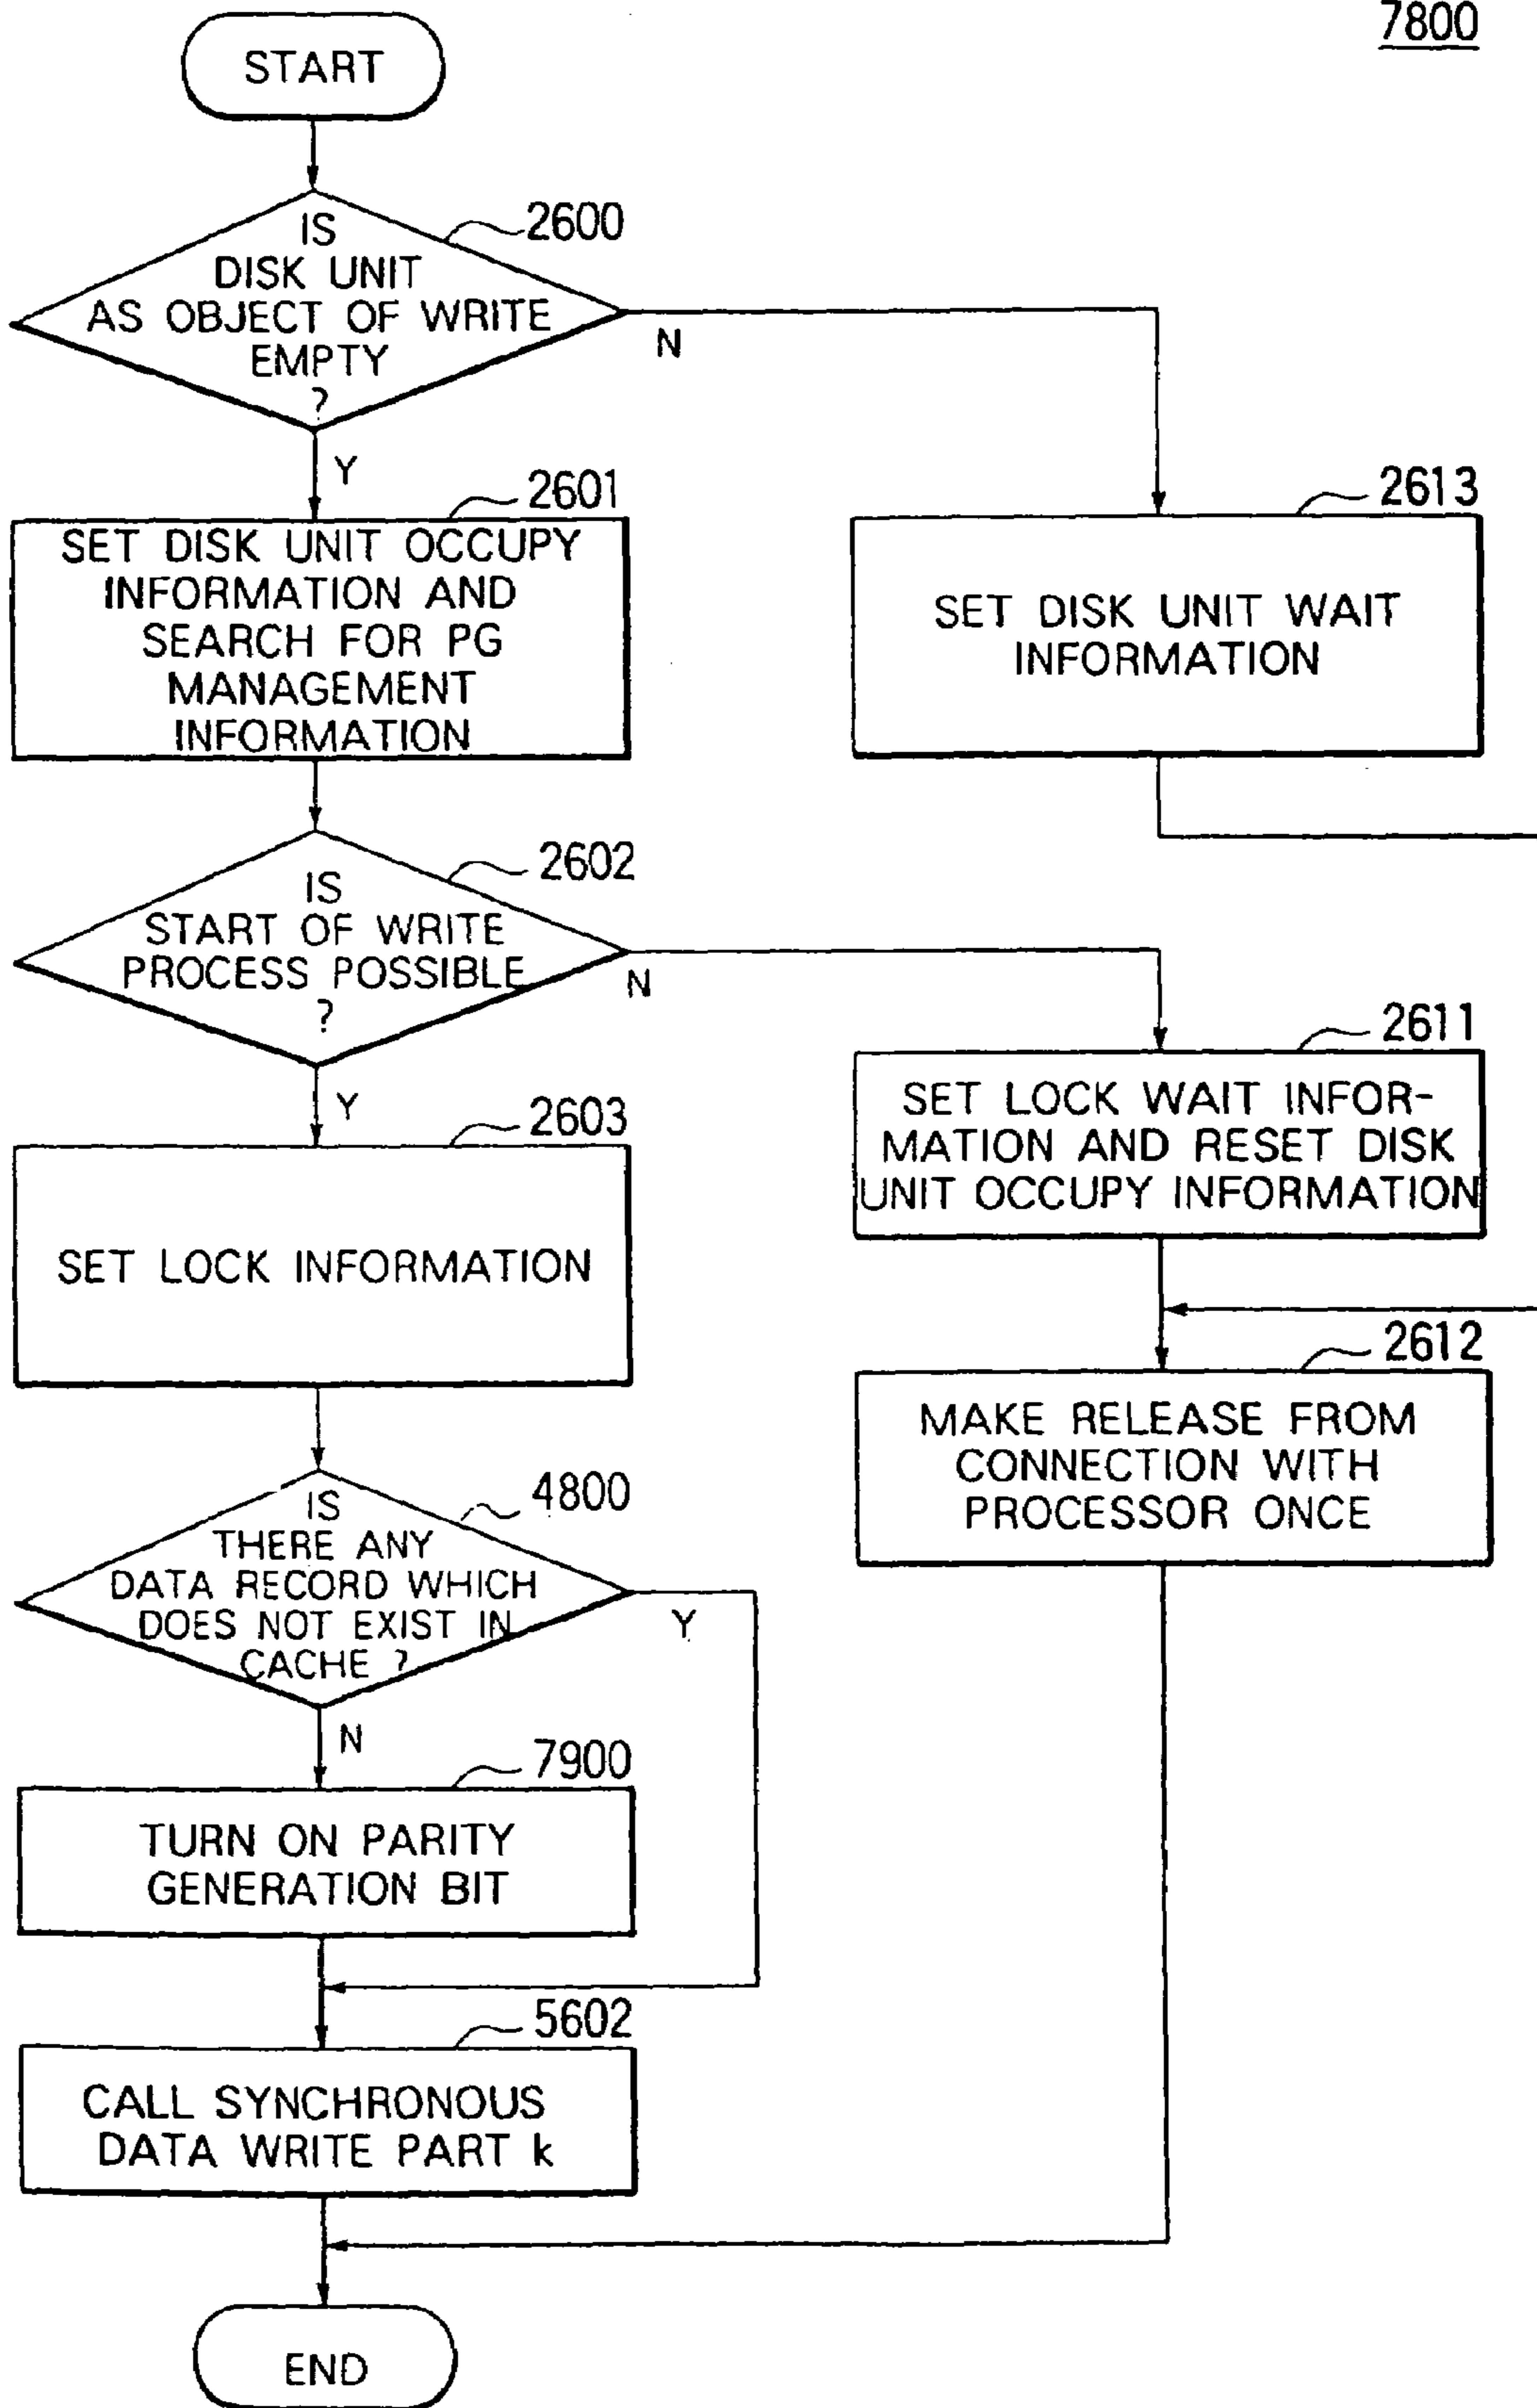 7800
START
2600
IS
DISK UNIT
AS OBJECT OF WRITE
EMPTY
?
N
Y
2601
SET DISK UNIT OCCUPY
INFORMATION AND
SEARCH FOR PG
MANAGEMENT
INFORMATION
2613
SET DISK UNIT WAIT
INFORMATION
2602
IS
START OF WRITE
PROCESS POSSIBLE
?
N
Y
2611
SET LOCK WAIT INFOR-
MATION AND RESET DISK
UNIT OCCUPY INFORMATION
2603
SET LOCK INFORMATION
2612
MAKE RELEASE FROM
CONNECTION WITH
PROCESSOR ONCE
4800
IS
THERE ANY
DATA RECORD WHICH
DOES NOT EXIST IN
CACHE ?
Y
N
7900
TURN ON PARITY
GENERATION BIT
5602
CALL SYNCHRONOUS
DATA WRITE PART k
END